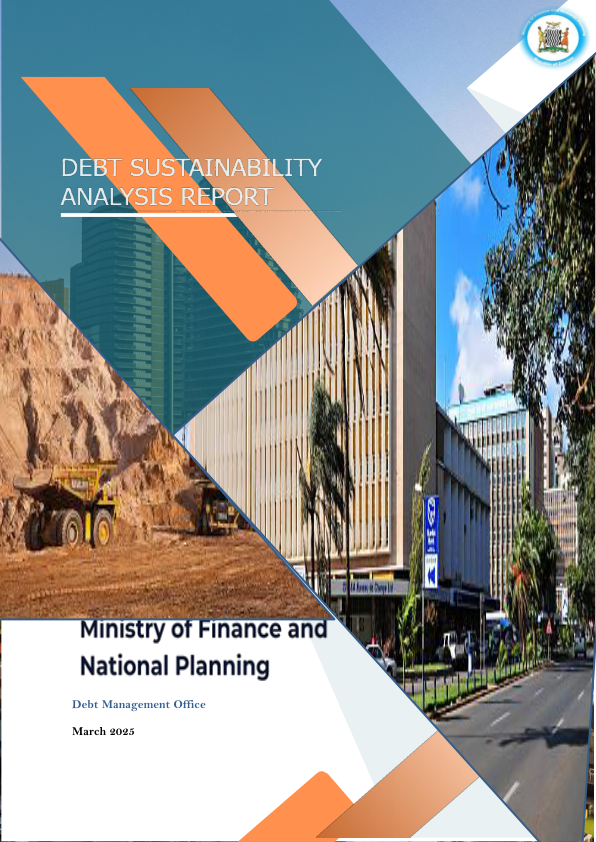 DEBT SUSTAINABILITY
ANALYSIS REPORT
Ministry of Finance and
National Planning
Debt Management Office
March 2025